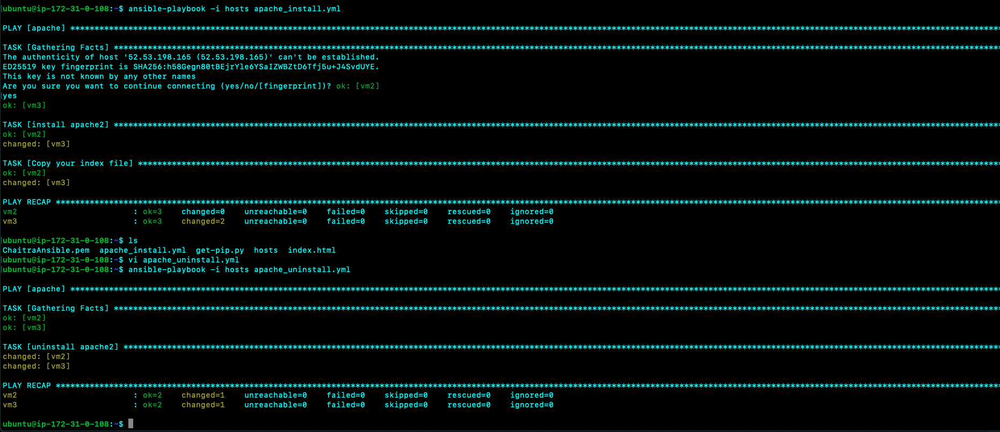 ubuntu@ip-172-31-0-108:~$ ansible-playbook -i hosts apache_install.yml
PLAY [apache] ****************************************************************************************************************************************************************************************
TASK [Gathering Facts] *******************************************************************************************************************************************************************************
The authenticity of host '52.53.198.165 (52.53.198.165)' can't be established.
ED25519 key fingerprint is SHA256:h58Gegn80tBEjrYle6YSaIZWBZtD6Tfj5u+J4SvdUYE.
This key is not known by any other names
Are you sure you want to continue connecting (yes/no/[fingerprint])? ok: [vm2]
yes
ok: [vm3]
TASK [install apache2] *******************************************************************************************************************************************************************************
ok: [vm2]
changed: [vm3]
TASK [Copy your index file] **************************************************************************************************************************************************************************
ok: [vm2]
changed: [vm3]
PLAY RECAP *******************************************************************************************************************************************************************************************
vm2                        : ok=3    changed=0    unreachable=0    failed=0    skipped=0    rescued=0    ignored=0
vm3                        : ok=3    changed=2    unreachable=0    failed=0    skipped=0    rescued=0    ignored=0
ubuntu@ip-172-31-0-108:~$ ls
ChaitraAnsible.pem  apache_install.yml  get-pip.py  hosts  index.html
ubuntu@ip-172-31-0-108:~$ vi apache_uninstall.yml
ubuntu@ip-172-31-0-108:~$ ansible-playbook -i hosts apache_uninstall.yml
PLAY [apache] ****************************************************************************************************************************************************************************************
TASK [Gathering Facts] *******************************************************************************************************************************************************************************
ok: [vm2]
ok: [vm3]
TASK [uninstall apache2] *****************************************************************************************************************************************************************************
changed: [vm2]
changed: [vm3]
PLAY RECAP *******************************************************************************************************************************************************************************************
vm2                        : ok=2    changed=1    unreachable=0    failed=0    skipped=0    rescued=0    ignored=0
vm3                        : ok=2    changed=1    unreachable=0    failed=0    skipped=0    rescued=0    ignored=0
ubuntu@ip-172-31-0-108:~$